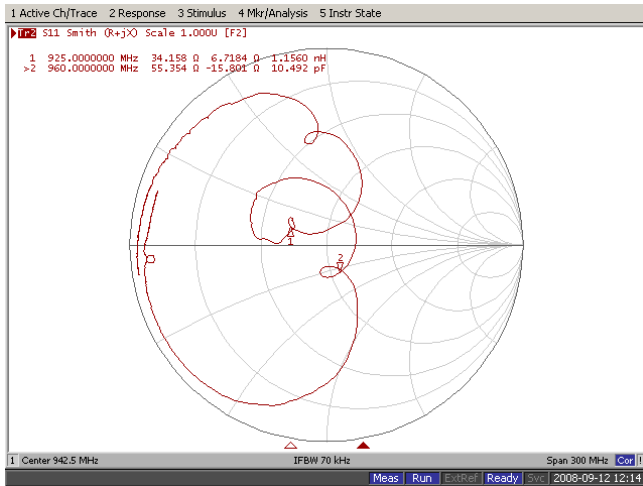 1 Active Ch/Trace 2 Response 3 Stimulus 4 Mkr/Analysis 5 Instr State
Tr2 S11 Smith (R+jX) Scale 1.000U [F2]
1 925.0000000 MHz 34.158 Ω 6.7184 Ω 1.1560 nH
>2 960.0000000 MHz 55.354 Ω -15.801 Ω 10.492 pF
1
2
1 Center 942.5 MHz IFBW 70 kHz Span 300 MHz Cor !
Meas Run ExtRef Ready Svc 2008-09-12 12:14